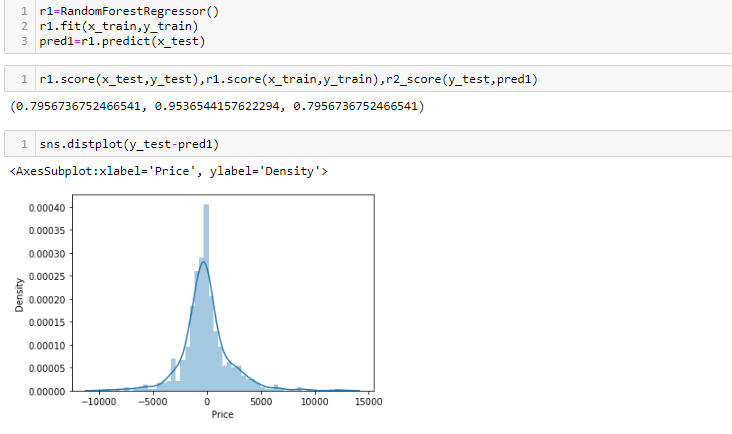 1 r1=RandomForestRegressor()
2 r1.fit(x_train,y_train)
3 pred1=r1.predict(x_test)
1 r1.score(x_test,y_test),r1.score(x_train,y_train),r2_score(y_test,pred1)
(0.7956736752466541, 0.9536544157622294, 0.7956736752466541)
1 sns.distplot(y_test-pred1)
<AxesSubplot:xlabel='Price', ylabel='Density'>
0.00040
0.00035
0.00030
0.00025
0.00020
0.00015
0.00010
0.00005
0.00000
Density
−10000 −5000 0 5000 10000 15000
Price